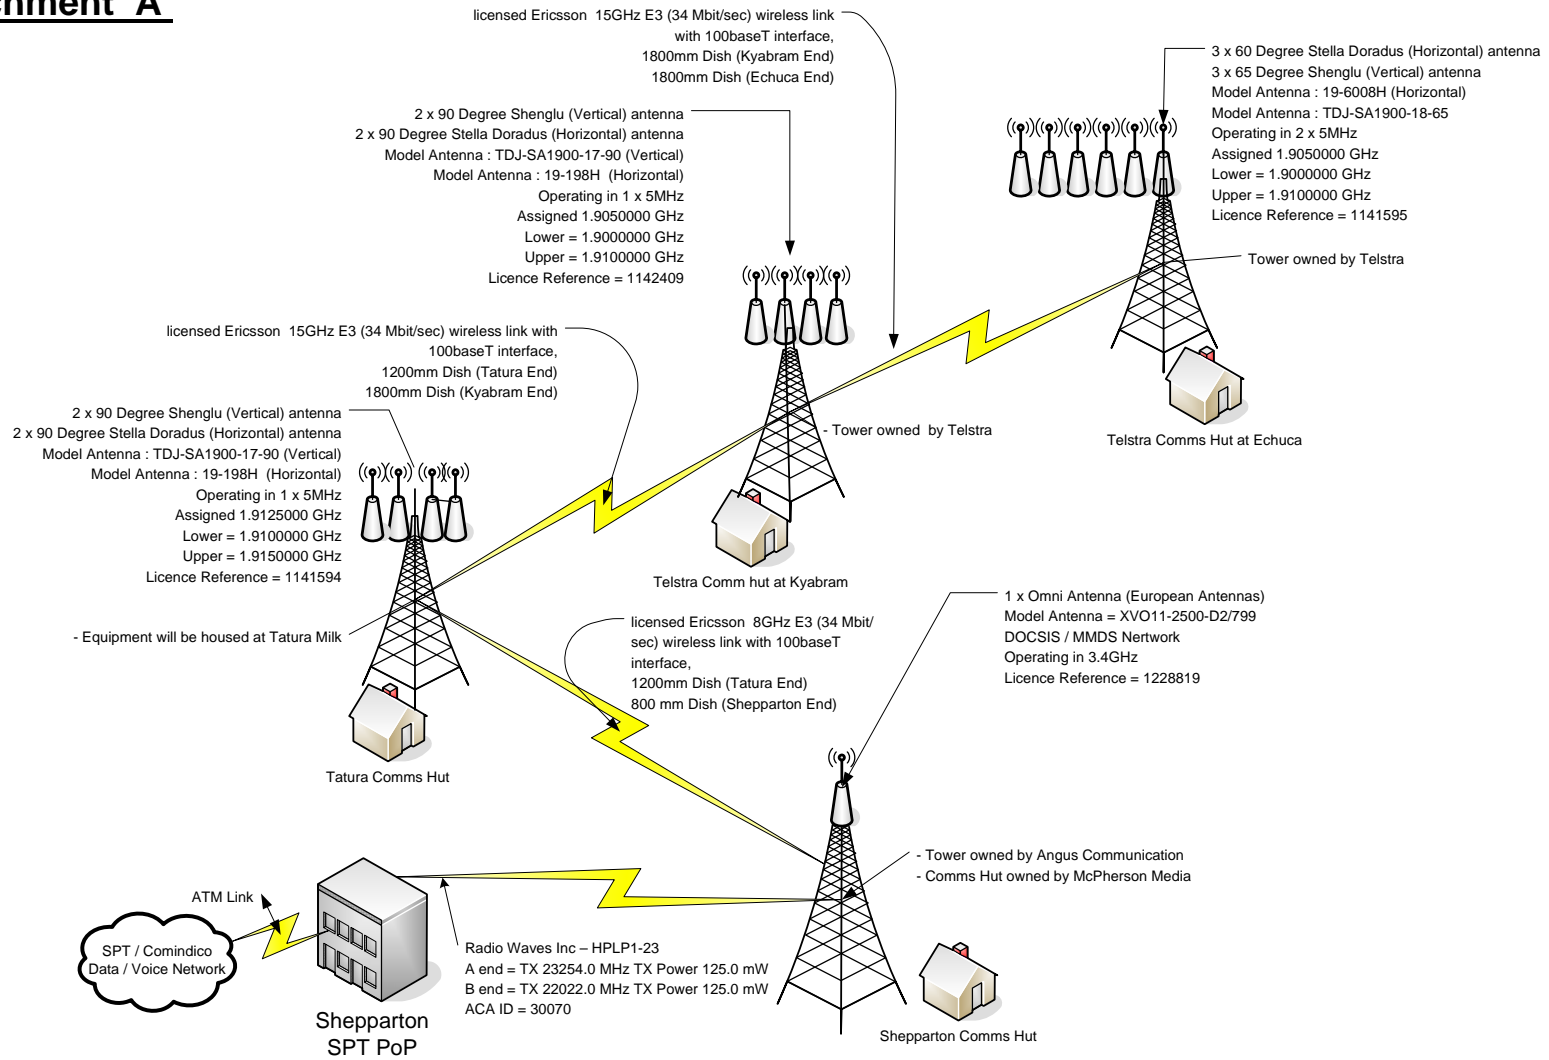 licensed Ericsson 15GHz E3 (34 Mbit/sec) wireless link
with 100baseT interface,
1800mm Dish (Kyabram End)
1800mm Dish (Echuca End)
3 x 60 Degree Stella Doradus (Horizontal) antenna
3 x 65 Degree Shenglu (Vertical) antenna
Model Antenna : 19-6008H (Horizontal)
Model Antenna : TDJ-SA1900-18-65
Operating in 2 x 5MHz
Assigned 1.9050000 GHz
Lower = 1.9000000 GHz
Upper = 1.9100000 GHz
Licence Reference = 1141595
2 x 90 Degree Shenglu (Vertical) antenna
2 x 90 Degree Stella Doradus (Horizontal) antenna
Model Antenna : TDJ-SA1900-17-90 (Vertical)
Model Antenna : 19-198H (Horizontal)
Operating in 1 x 5MHz
Assigned 1.9050000 GHz
Lower = 1.9000000 GHz
Upper = 1.9100000 GHz
Licence Reference = 1142409
Tower owned by Telstra
licensed Ericsson 15GHz E3 (34 Mbit/sec) wireless link with
100baseT interface,
1200mm Dish (Tatura End)
1800mm Dish (Kyabram End)
- Tower owned by Telstra
Telstra Comms Hut at Echuca
2 x 90 Degree Shenglu (Vertical) antenna
2 x 90 Degree Stella Doradus (Horizontal) antenna
Model Antenna : TDJ-SA1900-17-90 (Vertical)
Model Antenna : 19-198H (Horizontal)
Operating in 1 x 5MHz
Assigned 1.9125000 GHz
Lower = 1.9100000 GHz
Upper = 1.9150000 GHz
Licence Reference = 1141594
Telstra Comm hut at Kyabram
- Equipment will be housed at Tatura Milk
licensed Ericsson 8GHz E3 (34 Mbit/
sec) wireless link with 100baseT
interface,
1200mm Dish (Tatura End)
800 mm Dish (Shepparton End)
1 x Omni Antenna (European Antennas)
Model Antenna = XVO11-2500-D2/799
DOCSIS / MMDS Nertwork
Operating in 3.4GHz
Licence Reference = 1228819
Tatura Comms Hut
- Tower owned by Angus Communication
- Comms Hut owned by McPherson Media
ATM Link
SPT / Comindico
Data / Voice Network
Radio Waves Inc – HPLP1-23
A end = TX 23254.0 MHz TX Power 125.0 mW
B end = TX 22022.0 MHz TX Power 125.0 mW
ACA ID = 30070
Shepparton
SPT PoP
Shepparton Comms Hut